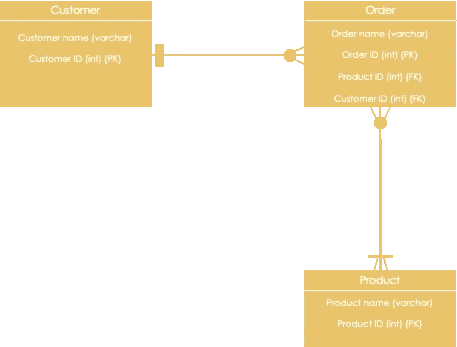 Customer
Customer name (varchar)
Customer ID (int) (PK)
Order
Order name (varchar)
Order ID (int) (PK)
Product ID (int) (FK)
Customer ID (int) (FK)
Product
Product name (varchar)
Product ID (int) (PK)